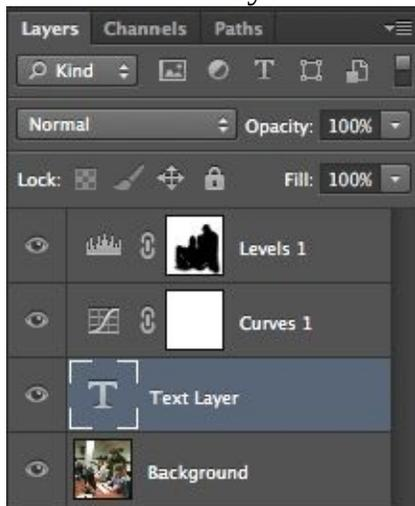 Layers Channels Paths
Kind T
Normal Opacity: 100%
Lock: Fill: 100%
Levels 1
Curves 1
T Text Layer
Background